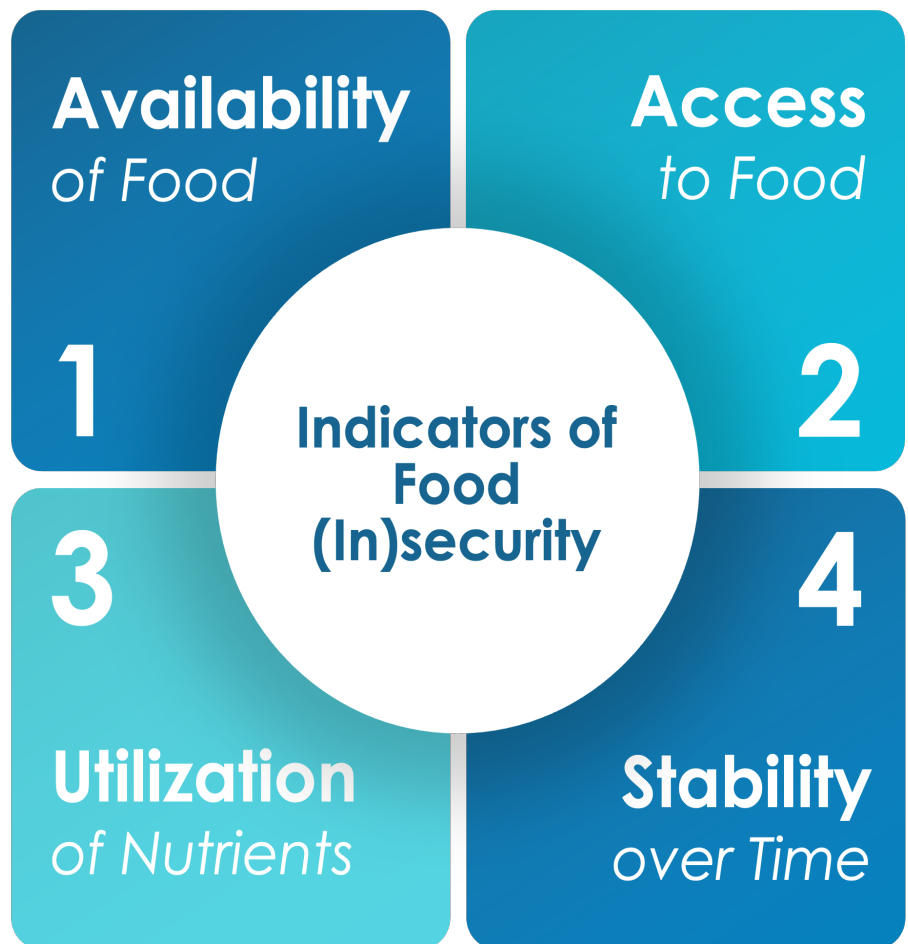 Availability
of Food
1
Access
to Food
2
Indicators of
Food
(In)security
3
Utilization
of Nutrients
4
Stability
over Time